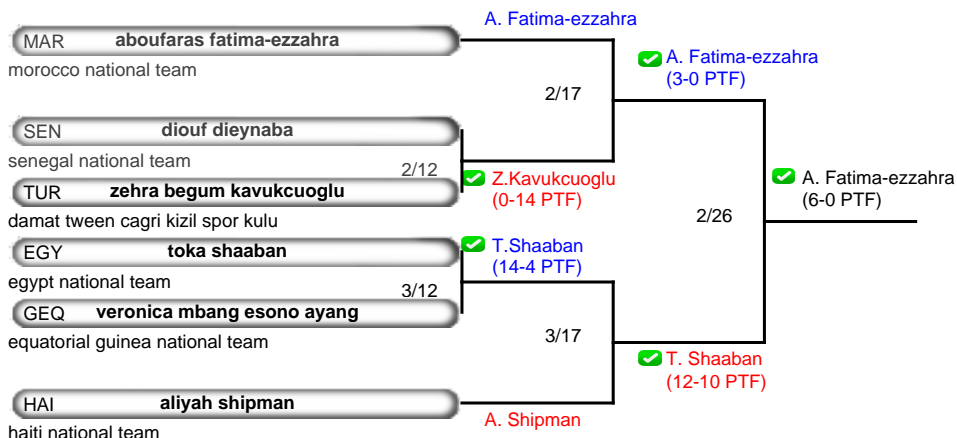 A. Fatima-ezzahra
MAR aboufaras fatima-ezzahra
morocco national team
A. Fatima-ezzahra
(3-0 PTF)
2/17
SEN diouf dieynaba
senegal national team
2/12
TUR zehra begum kavukcuoglu
damat tween cagri kizil spor kulu
Z.Kavukcuoglu
(0-14 PTF)
A. Fatima-ezzahra
(6-0 PTF)
2/26
EGY toka shaaban
egypt national team
T.Shaaban
(14-4 PTF)
3/12
GEQ veronica mbang esono ayang
equatorial guinea national team
3/17
T. Shaaban
(12-10 PTF)
HAI aliyah shipman
haiti national team
A. Shipman